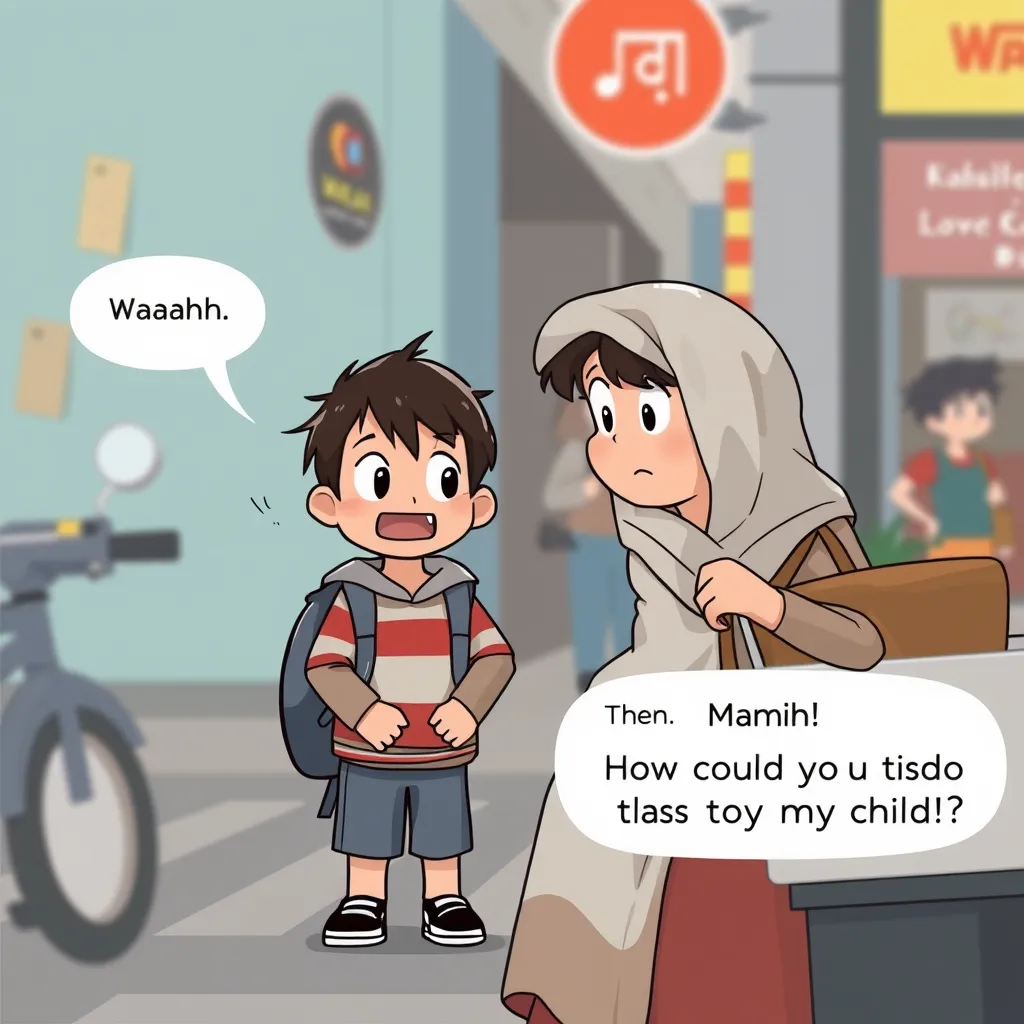 Waaahh.
Then. Mamih!
How could yo u tisdo
tlass toy my child!?
Love